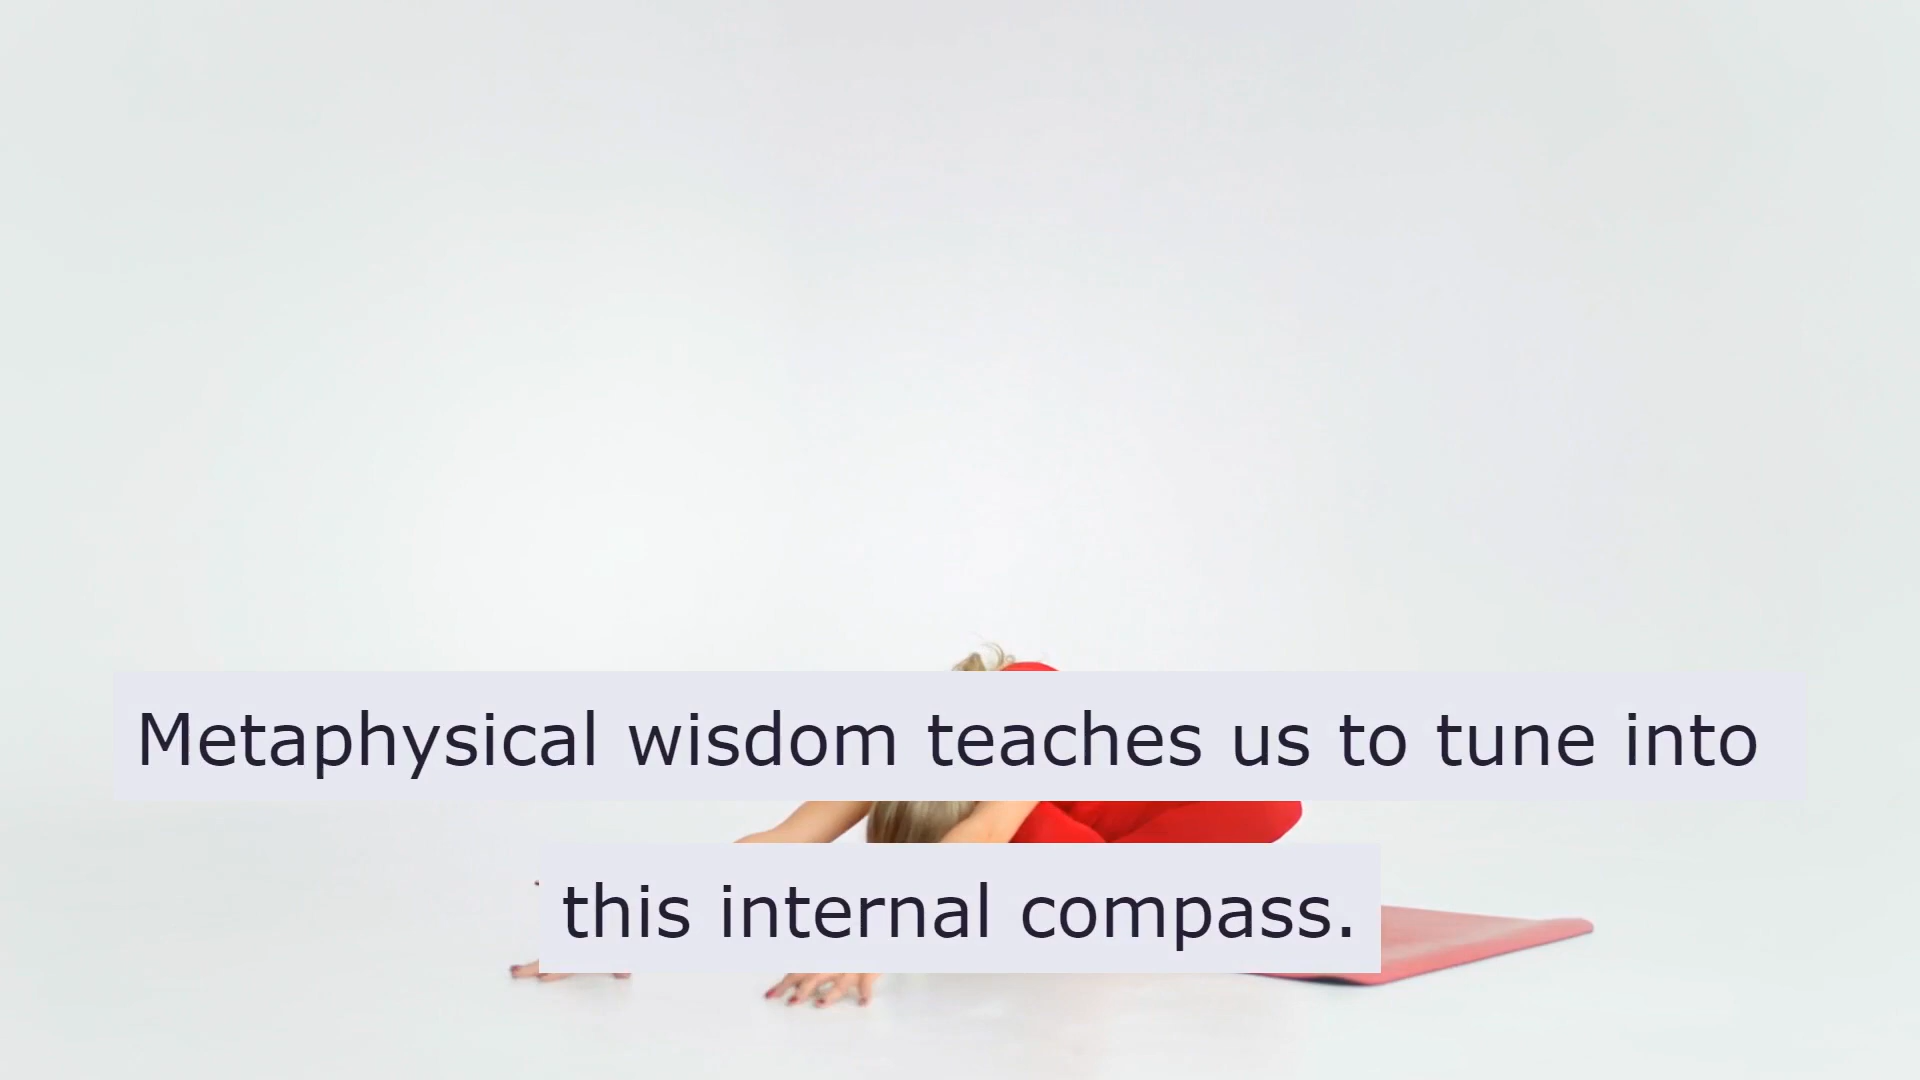 Metaphysical wisdom teaches us to tune into
this internal compass.